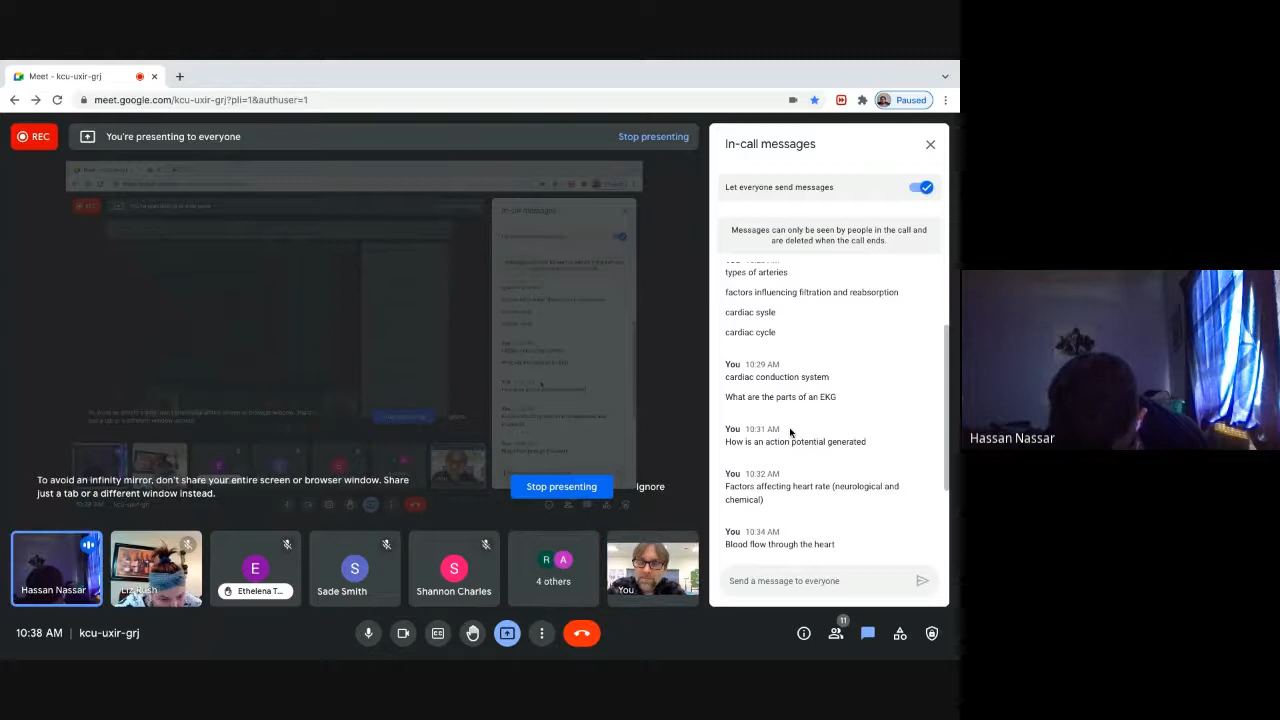 Meet - kcu-uxir-grj
meet.google.com/kcu-uxir-grj?pli=1&authuser=1
Paused
REC
You're presenting to everyone
Stop presenting
In-call messages
Let everyone send messages
Messages can only be seen by people in the call and
are deleted when the call ends.
types of arteries
factors influencing filtration and reabsorption
cardiac sysle
cardiac cycle
You 10:29 AM
cardiac conduction system
What are the parts of an EKG
You 10:31 AM
How is an action potential generated
You 10:32 AM
Factors affecting heart rate (neurological and
chemical)
You 10:34 AM
Blood flow through the heart
Send a message to everyone
To avoid an infinity mirror, don't share your entire screen or browser window. Share
just a tab or a different window instead.
Stop presenting
Ignore
Hassan Nassar
Liz Rush
E
Ethelena T...
S
Sade Smith
S
Shannon Charles
R A
4 others
You
10:38 AM | kcu-uxir-grj
11
Hassan Nassar